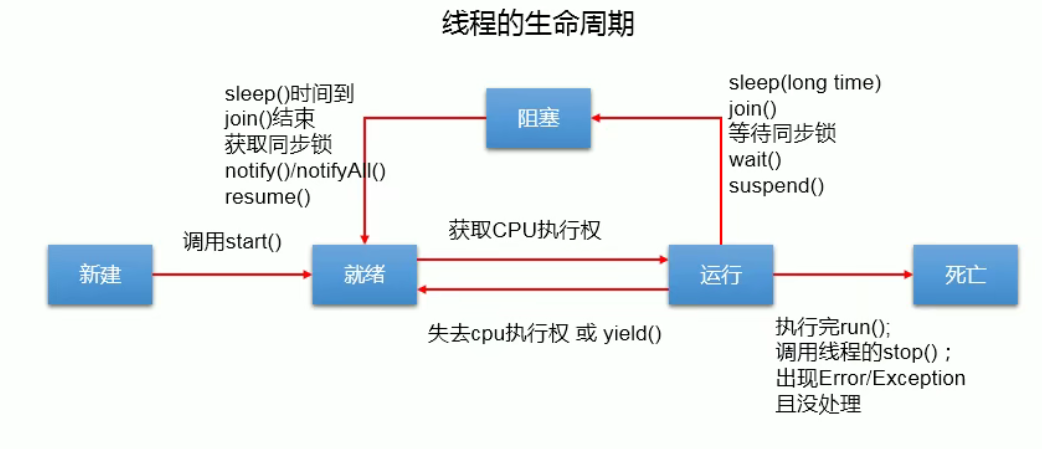 线程的生命周期
sleep()时间到
join()结束
获取同步锁
notify()/notifyAll()
resume()
阻塞
sleep(long time)
join()
等待同步锁
wait()
suspend()
调用start()
获取CPU执行权
新建
就绪
运行
死亡
失去cpu执行权 或 yield()
执行完run();
调用线程的stop()；
出现Error/Exception
且没处理